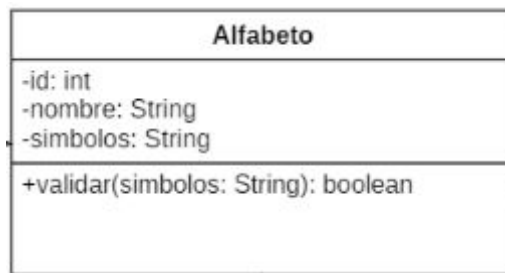 Alfabeto
-id: int
-nombre: String
-simbolos: String
+validar(simbolos: String): boolean